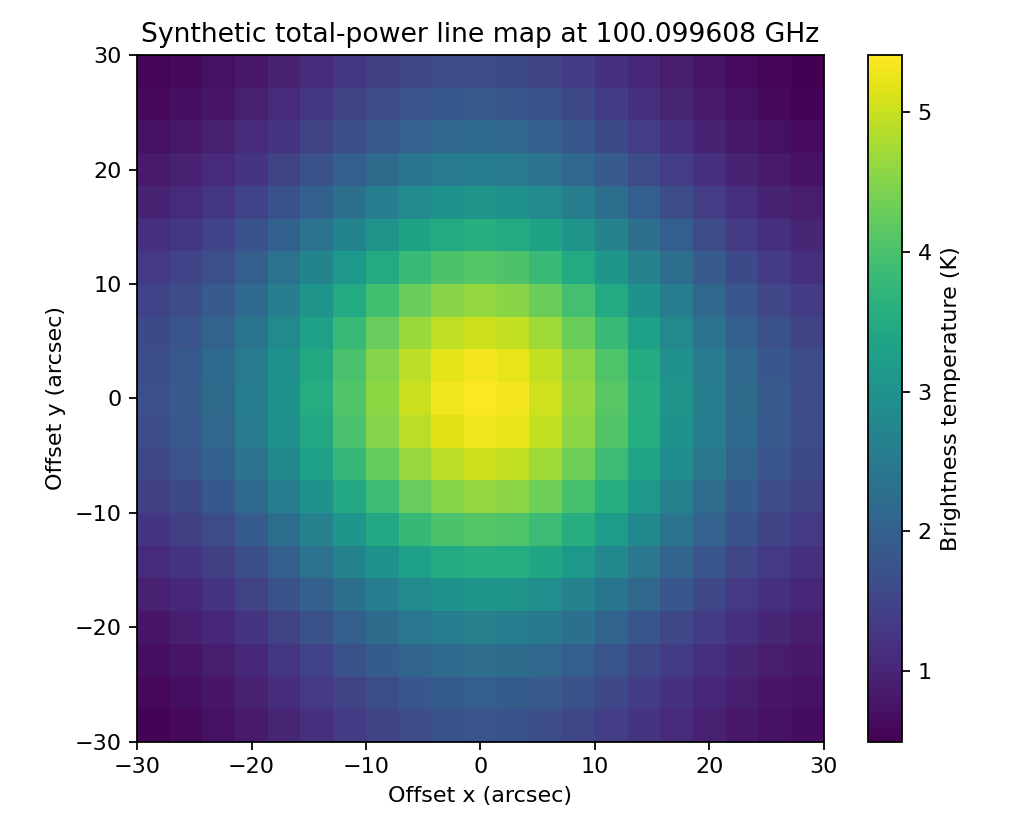 Synthetic total-power line map at 100.099608 GHz
30
20
10
0
−10
−20
−30
Offset y (arcsec)
−30 −20 −10 0 10 20 30
Offset x (arcsec)
5
4
3
2
1
Brightness temperature (K)